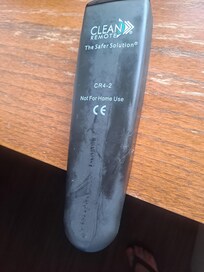 CLEAN
REMOTE
The Safer Solution®
CR4-2
Not For Home Use
CE